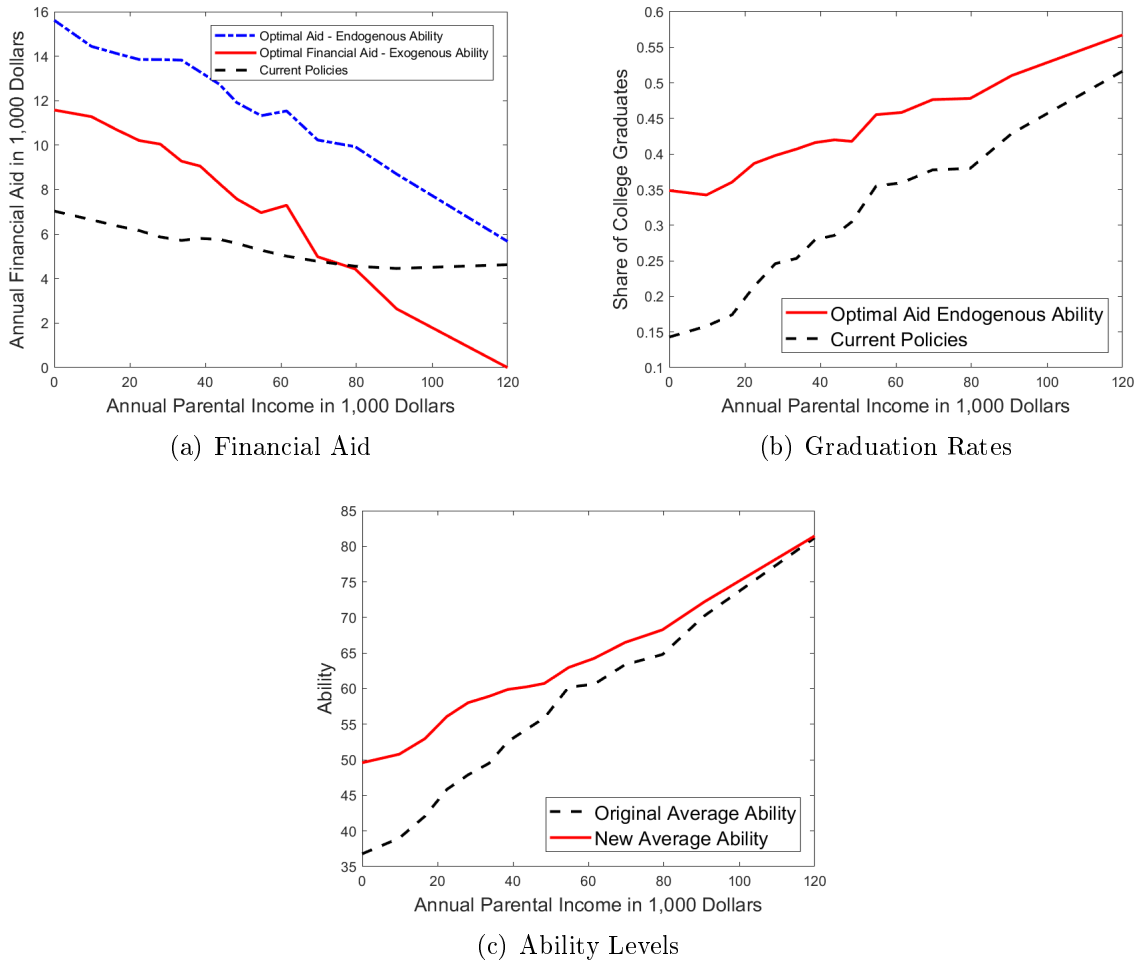 Annual Financial Aid in 1,000 Dollars
16
14
12
10
8
6
4
2
0
Optimal Aid - Endogenous Ability
Optimal Financial Aid - Exogenous Ability
Current Policies
0 20 40 60 80 100 120
Annual Parental Income in 1,000 Dollars
(a) Financial Aid
Share of College Graduates
0.6
0.55
0.5
0.45
0.4
0.35
0.3
0.25
0.2
0.15
0.1
Optimal Aid Endogenous Ability
Current Policies
0 20 40 60 80 100 120
Annual Parental Income in 1,000 Dollars
(b) Graduation Rates
Ability
85
80
75
70
65
60
55
50
45
40
35
Original Average Ability
New Average Ability
0 20 40 60 80 100 120
Annual Parental Income in 1,000 Dollars
(c) Ability Levels